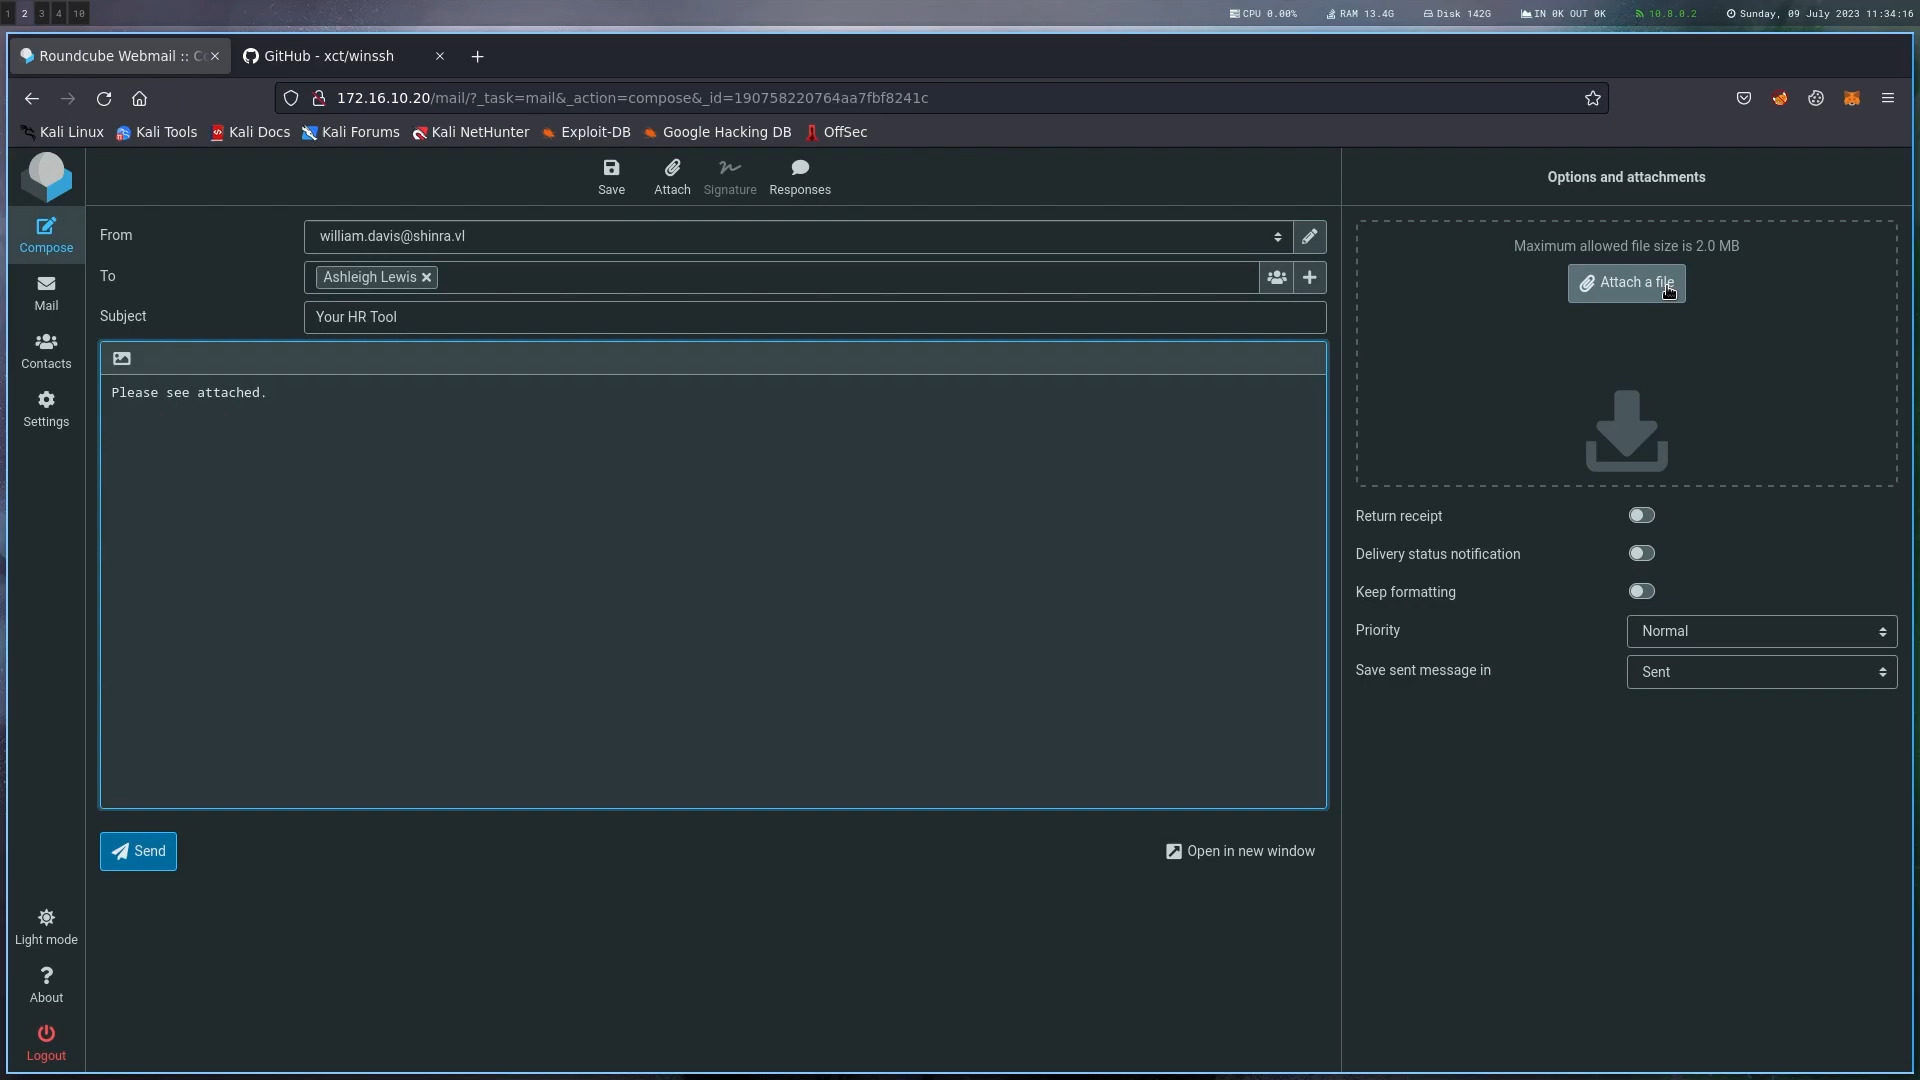 1 2 3 4 10
CPU 0.00% RAM 13.4G Disk 142G IN 0K OUT 0K 10.8.0.2 Sunday, 09 July 2023 11:34:16
Roundcube Webmail :: Co
GitHub - xct/winssh
172.16.10.20/mail/?_task=mail&_action=compose&_id=190758220764aa7fbf8241c
Kali Linux Kali Tools Kali Docs Kali Forums Kali NetHunter Exploit-DB Google Hacking DB OffSec
Save Attach Signature Responses
Options and attachments
Compose
Mail
Contacts
Settings
From william.davis@shinra.vl
To Ashleigh Lewis
Subject Your HR Tool
Please see attached.
Send
Open in new window
Maximum allowed file size is 2.0 MB
Attach a file
Return receipt
Delivery status notification
Keep formatting
Priority Normal
Save sent message in Sent
Light mode
About
Logout